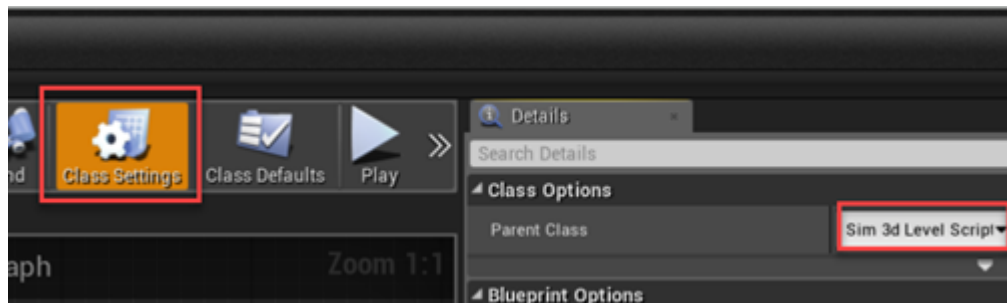 Details
Search Details
nd
Class Settings
Class Defaults
Play
Class Options
Parent Class
Sim 3d Level Script
aph
Zoom 1:1
Blueprint Options